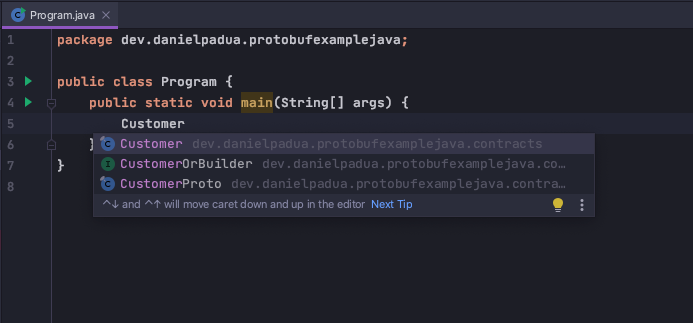 Program.java
1 package dev.danielpadua.protobufexamplejava;
2
3 public class Program {
4 public static void main(String[] args) {
5 Customer
6 }
7 }
8
Customer dev.danielpadua.protobufexamplejava.contracts
CustomerOrBuilder dev.danielpadua.protobufexamplejava.co…
CustomerProto dev.danielpadua.protobufexamplejava.contra…
^↓ and ^↑ will move caret down and up in the editor Next Tip